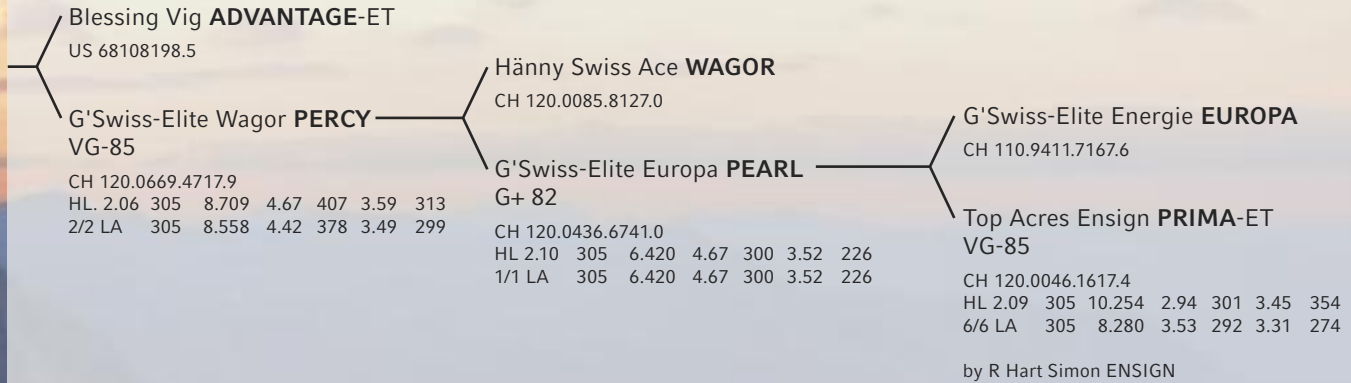 Blessing Vig ADVANTAGE-ET
US 68108198.5
G'Swiss-Elite Wagor PERCY
VG-85
CH 120.0669.4717.9
HL. 2.06 305 8.709 4.67 407 3.59 313
2/2 LA 305 8.558 4.42 378 3.49 299
Hänny Swiss Ace WAGOR
CH 120.0085.8127.0
G'Swiss-Elite Europa PEARL
G+ 82
CH 120.0436.6741.0
HL 2.10 305 6.420 4.67 300 3.52 226
1/1 LA 305 6.420 4.67 300 3.52 226
G'Swiss-Elite Energie EUROPA
CH 110.9411.7167.6
Top Acres Ensign PRIMA-ET
VG-85
CH 120.0046.1617.4
HL 2.09 305 10.254 2.94 301 3.45 354
6/6 LA 305 8.280 3.53 292 3.31 274
by R Hart Simon ENSIGN